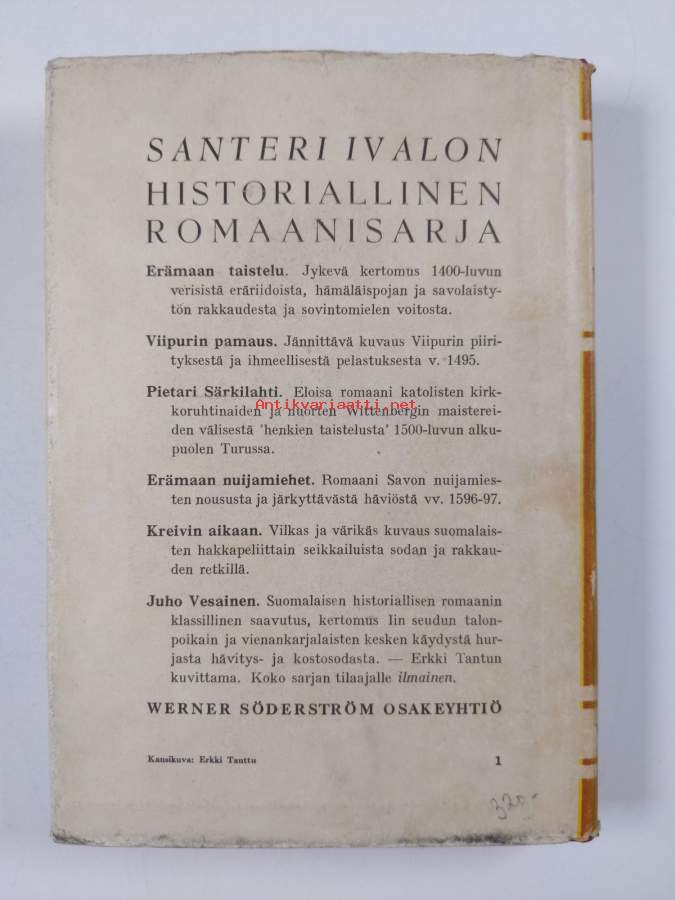 SANTERI IVALON
HISTORIALLINEN
ROMAANISARJA
Erämaan taistelu. Jykevä kertomus 1400-luvun
verisistä eräriidoista, hämäläispojan ja savolaisty-
tön rakkaudesta ja sovintomielen voitosta.
Viipurin pamaus. Jännittävä kuvaus Viipurin piiri-
tyksestä ja ihmeellisestä pelastuksesta v. 1495.
Pietari Särkilahti. Eloisa romaani katolisten kirk-
koruhtinaiden ja nuorten Wittenbergin maisterei-
Antikvariaatti.net
den välisestä 'henkien taistelusta' 1500-luvun alku-
puolen Turussa.
Erämaan nuijamiehet. Romaani Savon nuijamies-
ten noususta ja järkyttävästä häviöstä vv. 1596-97.
Kreivin aikaan. Vilkas ja värikäs kuvaus suomalais-
ten hakkapeliittain seikkailuista sodan ja rakkau-
den retkillä.
Juho Vesainen. Suomalaisen historiallisen romaanin
klassillinen saavutus, kertomus Iin seudun talon-
poikain ja vienankarjalaisten kesken käydystä hur-
jasta hävitys- ja kostosodasta. — Erkki Tantun
kuvittama. Koko sarjan tilaajalle ilmainen.
WERNER SÖDERSTRÖM OSAKEYHTIÖ
Kansikuva: Erkki Tanttu 1
320:-